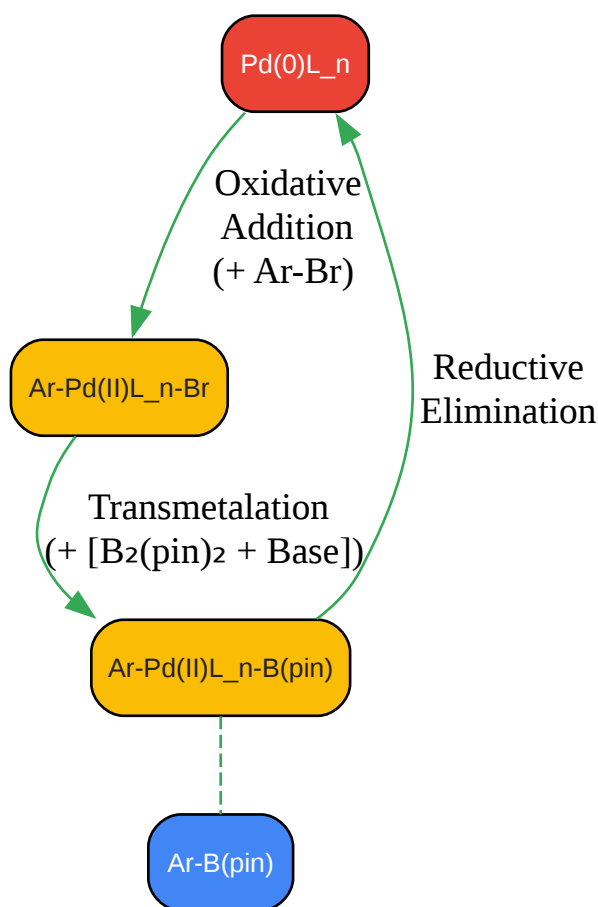 Pd(0)L_n
Oxidative
Addition
(+ Ar-Br)
Ar-Pd(II)L_n-Br
Reductive
Elimination
Transmetalation
(+ [B₂(pin)₂ + Base])
Ar-Pd(II)L_n-B(pin)
Ar-B(pin)